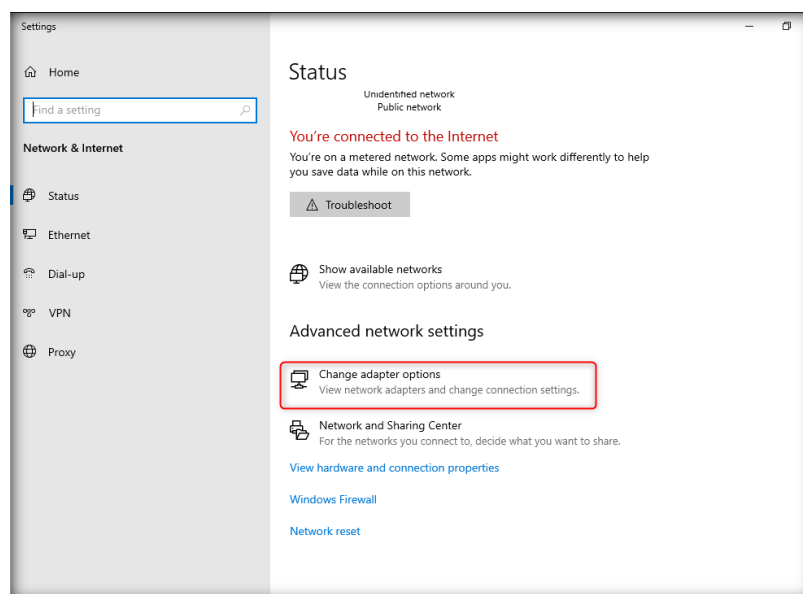 Settings
Home
Find a setting
Network & Internet
Status
Ethernet
Dial-up
VPN
Proxy
Status
Unidentified network
Public network
You're connected to the Internet
You're on a metered network. Some apps might work differently to help
you save data while on this network.
Troubleshoot
Show available networks
View the connection options around you.
Advanced network settings
Change adapter options
View network adapters and change connection settings.
Network and Sharing Center
For the networks you connect to, decide what you want to share.
View hardware and connection properties
Windows Firewall
Network reset